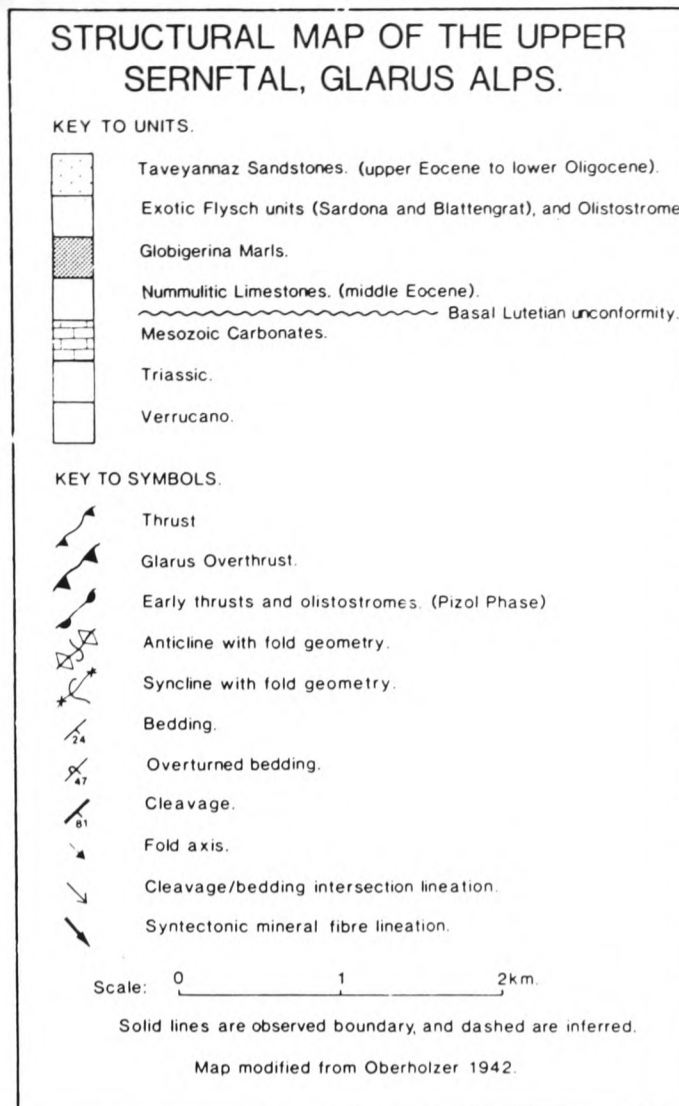 STRUCTURAL MAP OF THE UPPER
SERNFTAL, GLARUS ALPS.
KEY TO UNITS.
Taveyannaz Sandstones. (upper Eocene to lower Oligocene).
Exotic Flysch units (Sardona and Blattengrat), and Olistostrome
Globigerina Marls.
Nummulitic Limestones. (middle Eocene).
Basal Lutetian unconformity.
Mesozoic Carbonates.
Triassic.
Verrucano.
KEY TO SYMBOLS.
Thrust
Glarus Overthrust.
Early thrusts and olistostromes. (Pizol Phase)
Anticline with fold geometry.
Syncline with fold geometry.
24 Bedding.
47 Overturned bedding.
81 Cleavage.
Fold axis.
Cleavage/bedding intersection lineation.
Syntectonic mineral fibre lineation.
Scale: 0 1 2km.
Solid lines are observed boundary, and dashed are inferred.
Map modified from Oberholzer 1942.